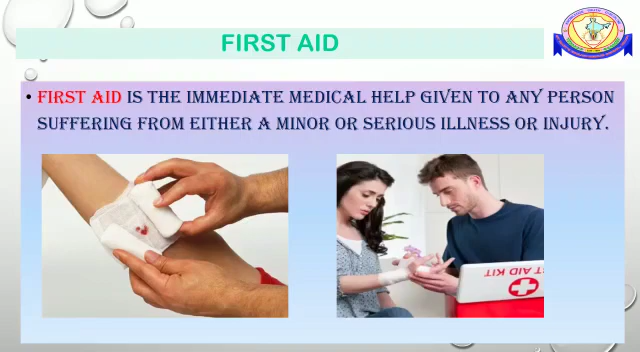 FIRST AID
• FIRST AID IS THE IMMEDIATE MEDICAL HELP GIVEN TO ANY PERSON
SUFFERING FROM EITHER A MINOR OR SERIOUS ILLNESS OR INJURY.
FIRST AID KIT